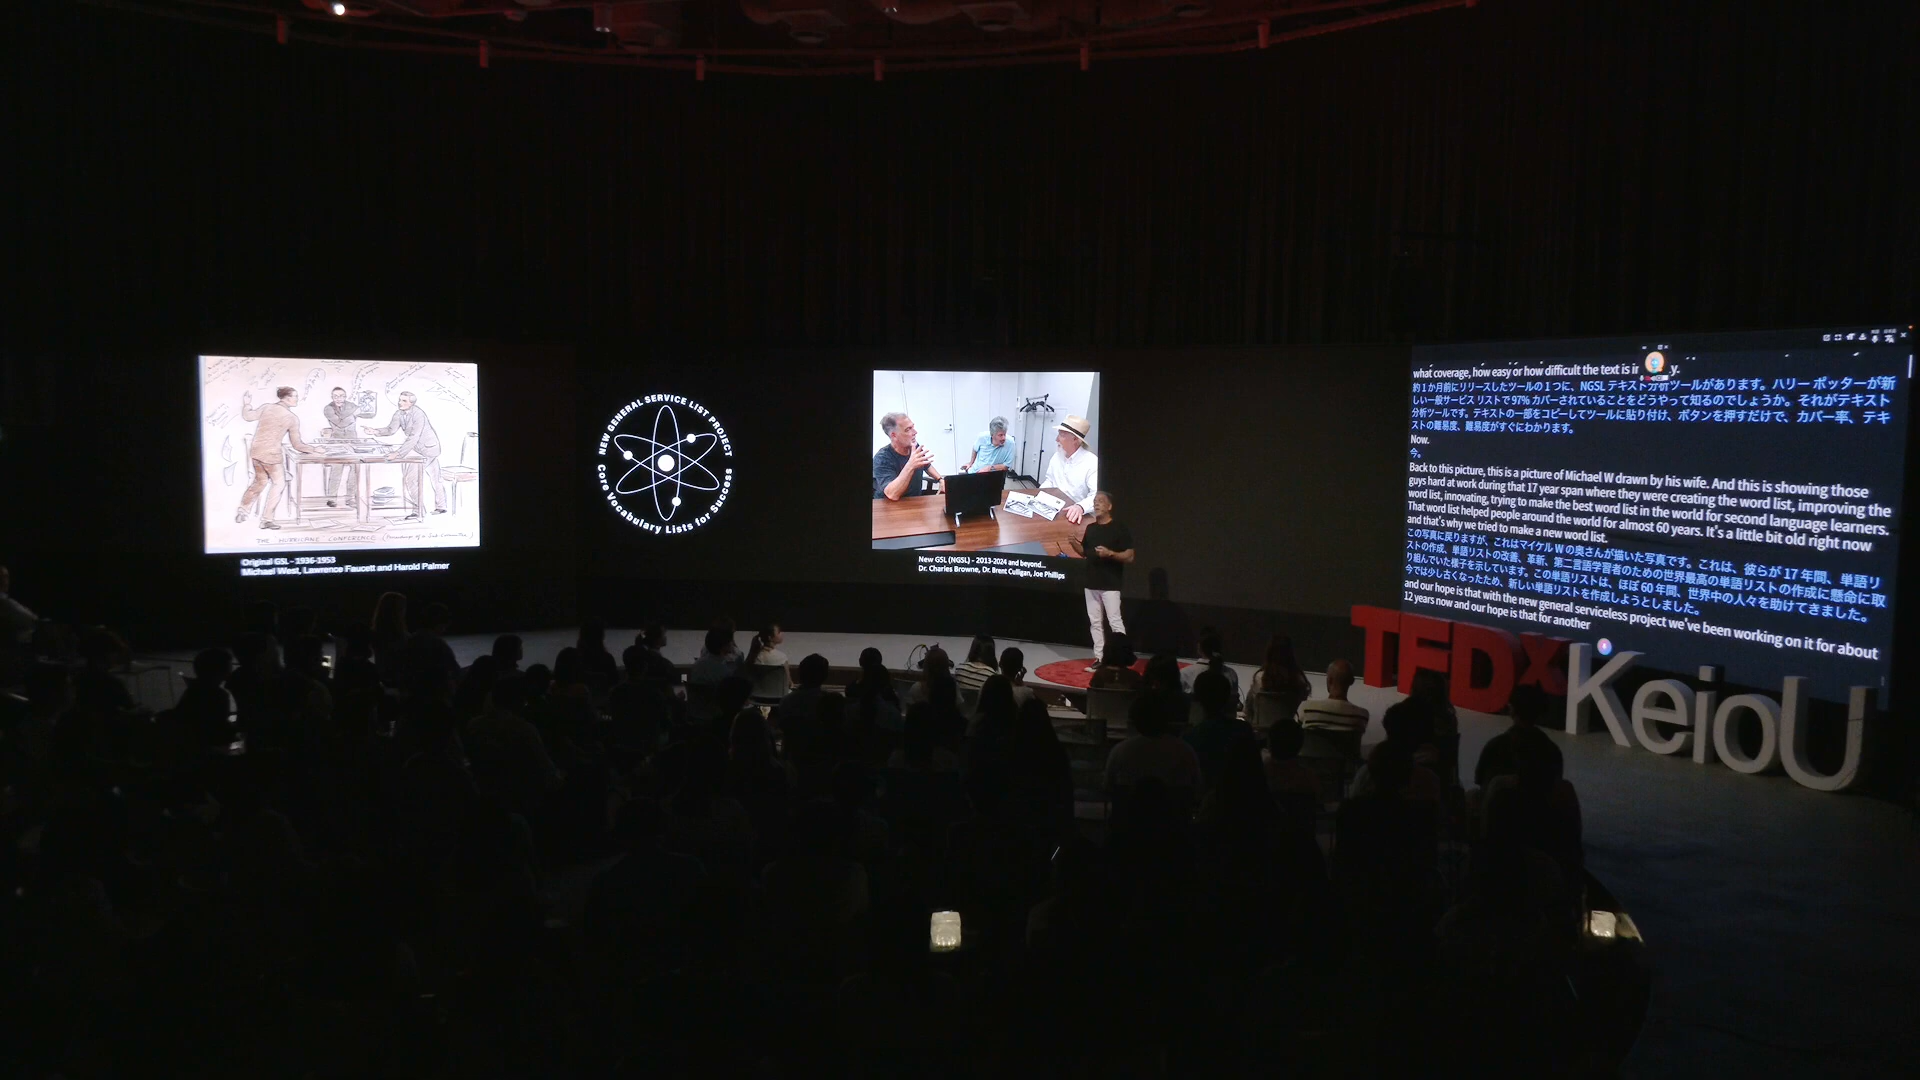 THE HURRICANE CONFERENCE
Original GSL - 1936-1953
Michael West, Lawrence Faucett and Harold Palmer
NEW GENERAL SERVICE LIST PROJECT
Core Vocabulary Lists for Success
New GSL (NGSL) - 2013-2024 and beyond...
Dr. Charles Browne, Dr. Brent Culligan, Joe Phillips
what coverage, how easy or how difficult the text is
約1か月前にリリースしたツールの1つに、NGSLテキスト分析ツールがあります。ハリーポッターが新
しい一般サービスリストで97%カバーされていることをどうやって知るのでしょうか。それがテキスト
分析ツールです。テキストの一部をコピーしてツールに貼り付け、ボタンを押すだけで、カバー率、テキ
ストの難易度、難易度がすぐにわかります。
Now.
今。
Back to this picture, this is a picture of Michael W drawn by his wife. And this is showing those
guys hard at work during that 17 year span where they were creating the word list, improving the
word list, innovating, trying to make the best word list in the world for second language learners.
That word list helped people around the world for almost 60 years. It's a little bit old right now
and that's why we tried to make a new word list.
この写真に戻りますが、これはマイケルWの奥さんが描いた写真です。これは、彼らが17年間、単語リ
ストの作成、単語リストの改善、革新、第二言語学習者のための世界最高の単語リストの作成に懸命に取
り組んでいた様子を示しています。この単語リストは、ほぼ60年間、世界中の人々を助けてきました。
今では少し古くなったため、新しい単語リストを作成しようとしました。
and our hope is that with the new general serviceless project we've been working on it for about
12 years now and our hope is that for another
TEDx
KeioU